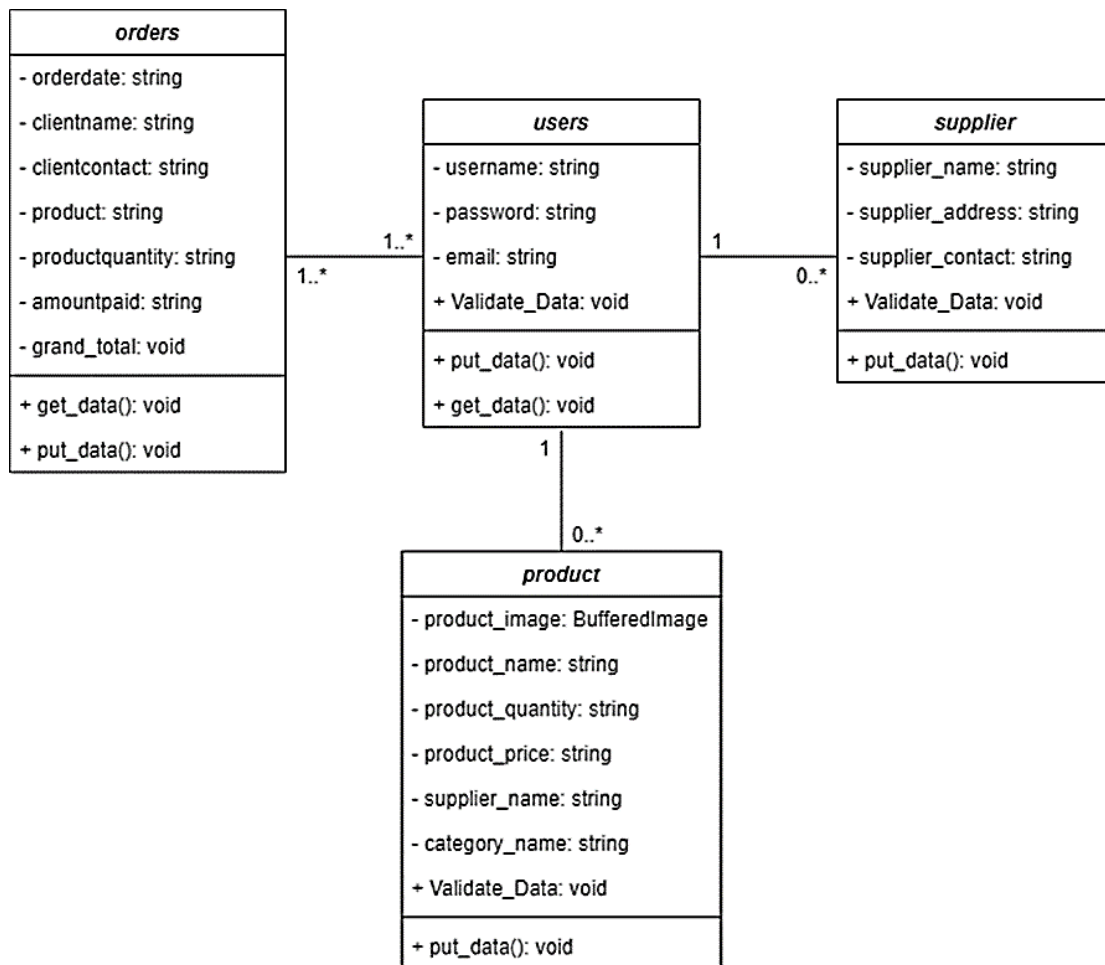 orders
- orderdate: string
- clientname: string
- clientcontact: string
- product: string
- productquantity: string
- amountpaid: string
- grand_total: void
+ get_data(): void
+ put_data(): void
1..*
1..*
users
- username: string
- password: string
- email: string
+ Validate_Data: void
+ put_data(): void
+ get_data(): void
1
0..*
supplier
- supplier_name: string
- supplier_address: string
- supplier_contact: string
+ Validate_Data: void
+ put_data(): void
1
0..*
product
- product_image: BufferedImage
- product_name: string
- product_quantity: string
- product_price: string
- supplier_name: string
- category_name: string
+ Validate_Data: void
+ put_data(): void